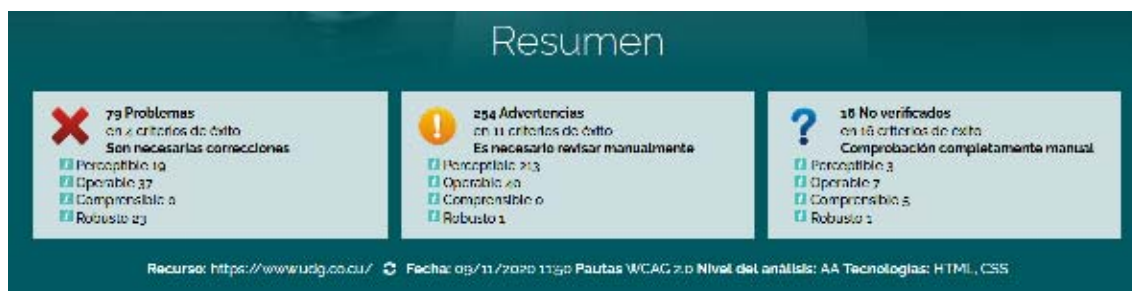 Resumen
79 Problemas
en 4 criterios de éxito
Son necesarias correcciones
Perceptible 19
Operable 37
Comprensible 0
Robusto 23
254 Advertencias
en 11 criterios de éxito
Es necesario revisar manualmente
Perceptible 213
Operable 40
Comprensible 0
Robusto 1
16 No verificados
en 16 criterios de éxito
Comprobación completamente manual
Perceptible 3
Operable 7
Comprensible 5
Robusto 1
Recurso: https://www.udg.co.cu/ Fecha: 09/11/2020 11:50 Pautas WCAG 2.0 Nivel del análisis: AA Tecnologías: HTML, CSS